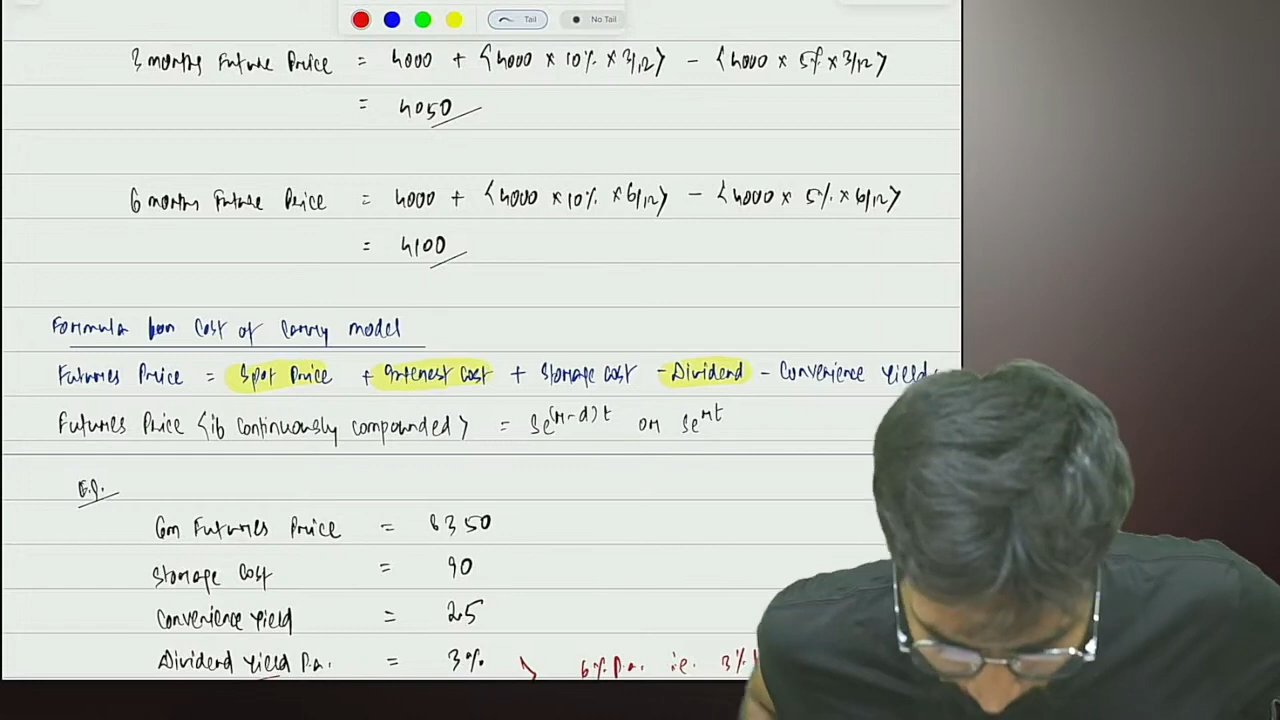 Tail No Tail
3 months Future Price = 4000 + {4000 × 10% × 3/12} - {4000 × 5% × 3/12}
= 4050
6 months Future Price = 4000 + {4000 × 10% × 6/12} - {4000 × 5% × 6/12}
= 4100
Formula for Cost of Carry model
Futures Price = Spot Price + Interest Cost + Storage Cost - Dividend - Convenience Yield
Futures Price {if continuously compounded} = Se^(r-d)t or Se^rt
E.g.
6m Futures Price = 6350
Storage Cost = 90
Convenience Yield = 25
Dividend Yield P.a. = 3% } 6% P.a. i.e. 3%